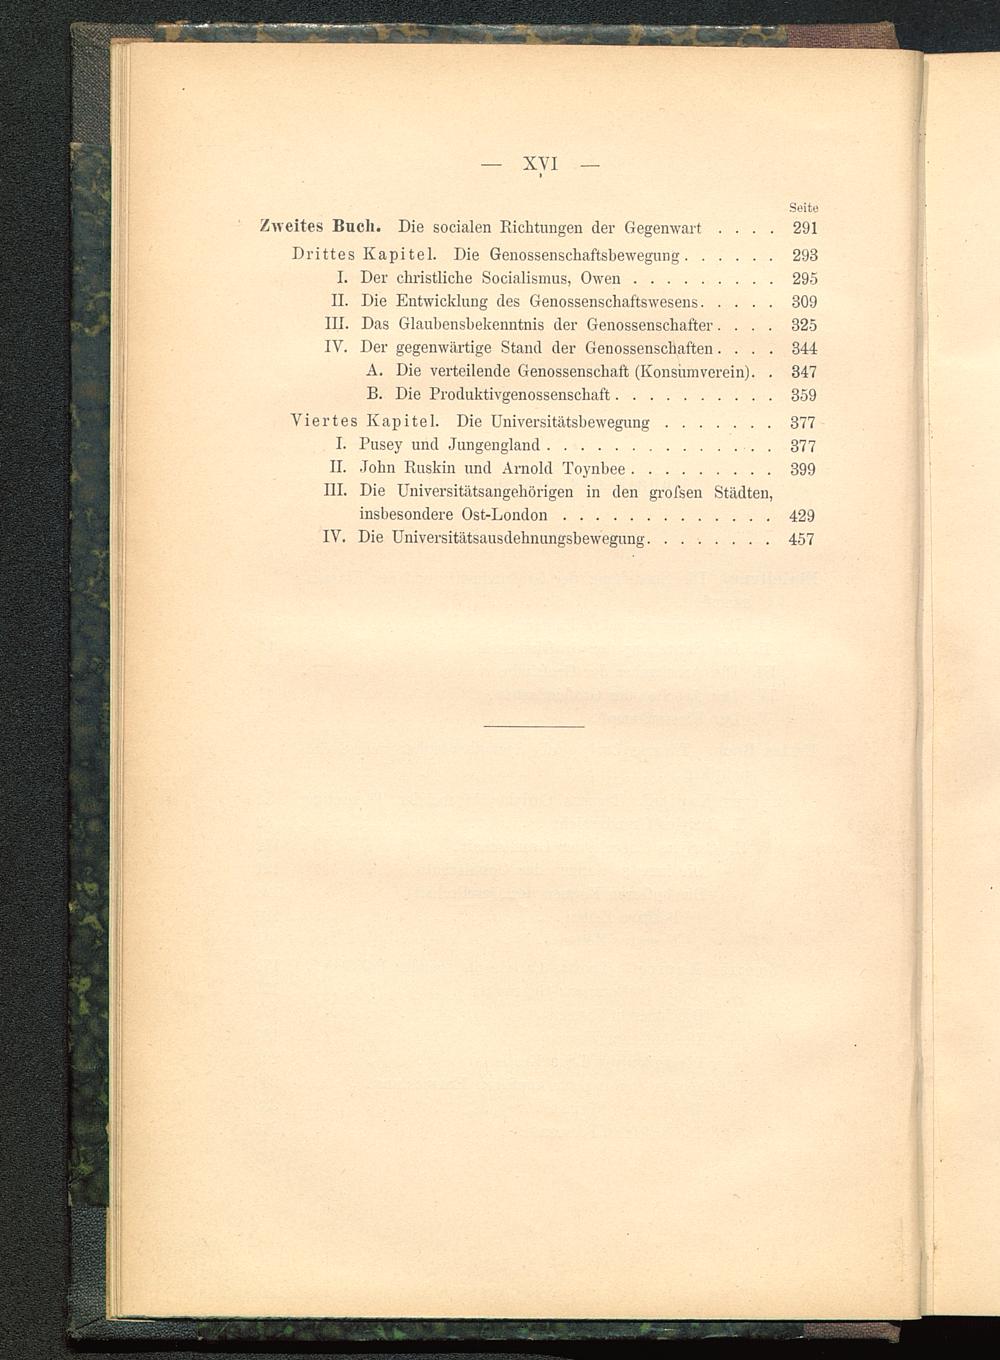 — XVI —
Seite
Zweites Buch. Die socialen Richtungen der Gegenwart . . . . 291
Drittes Kapitel. Die Genossenschaftsbewegung . . . . . . 293
I. Der christliche Socialismus, Owen . . . . . . . . . 295
II. Die Entwicklung des Genossenschaftswesens. . . . . 309
III. Das Glaubensbekenntnis der Genossenschafter . . . . 325
IV. Der gegenwärtige Stand der Genossenschaften . . . . 344
A. Die verteilende Genossenschaft (Konsumverein). . 347
B. Die Produktivgenossenschaft . . . . . . . . . . 359
Viertes Kapitel. Die Universitätsbewegung . . . . . . . 377
I. Pusey und Jungengland . . . . . . . . . . . . . . 377
II. John Ruskin und Arnold Toynbee . . . . . . . . . 399
III. Die Universitätsangehörigen in den grofsen Städten,
insbesondere Ost-London . . . . . . . . . . . . . 429
IV. Die Universitätsausdehnungsbewegung. . . . . . . . 457